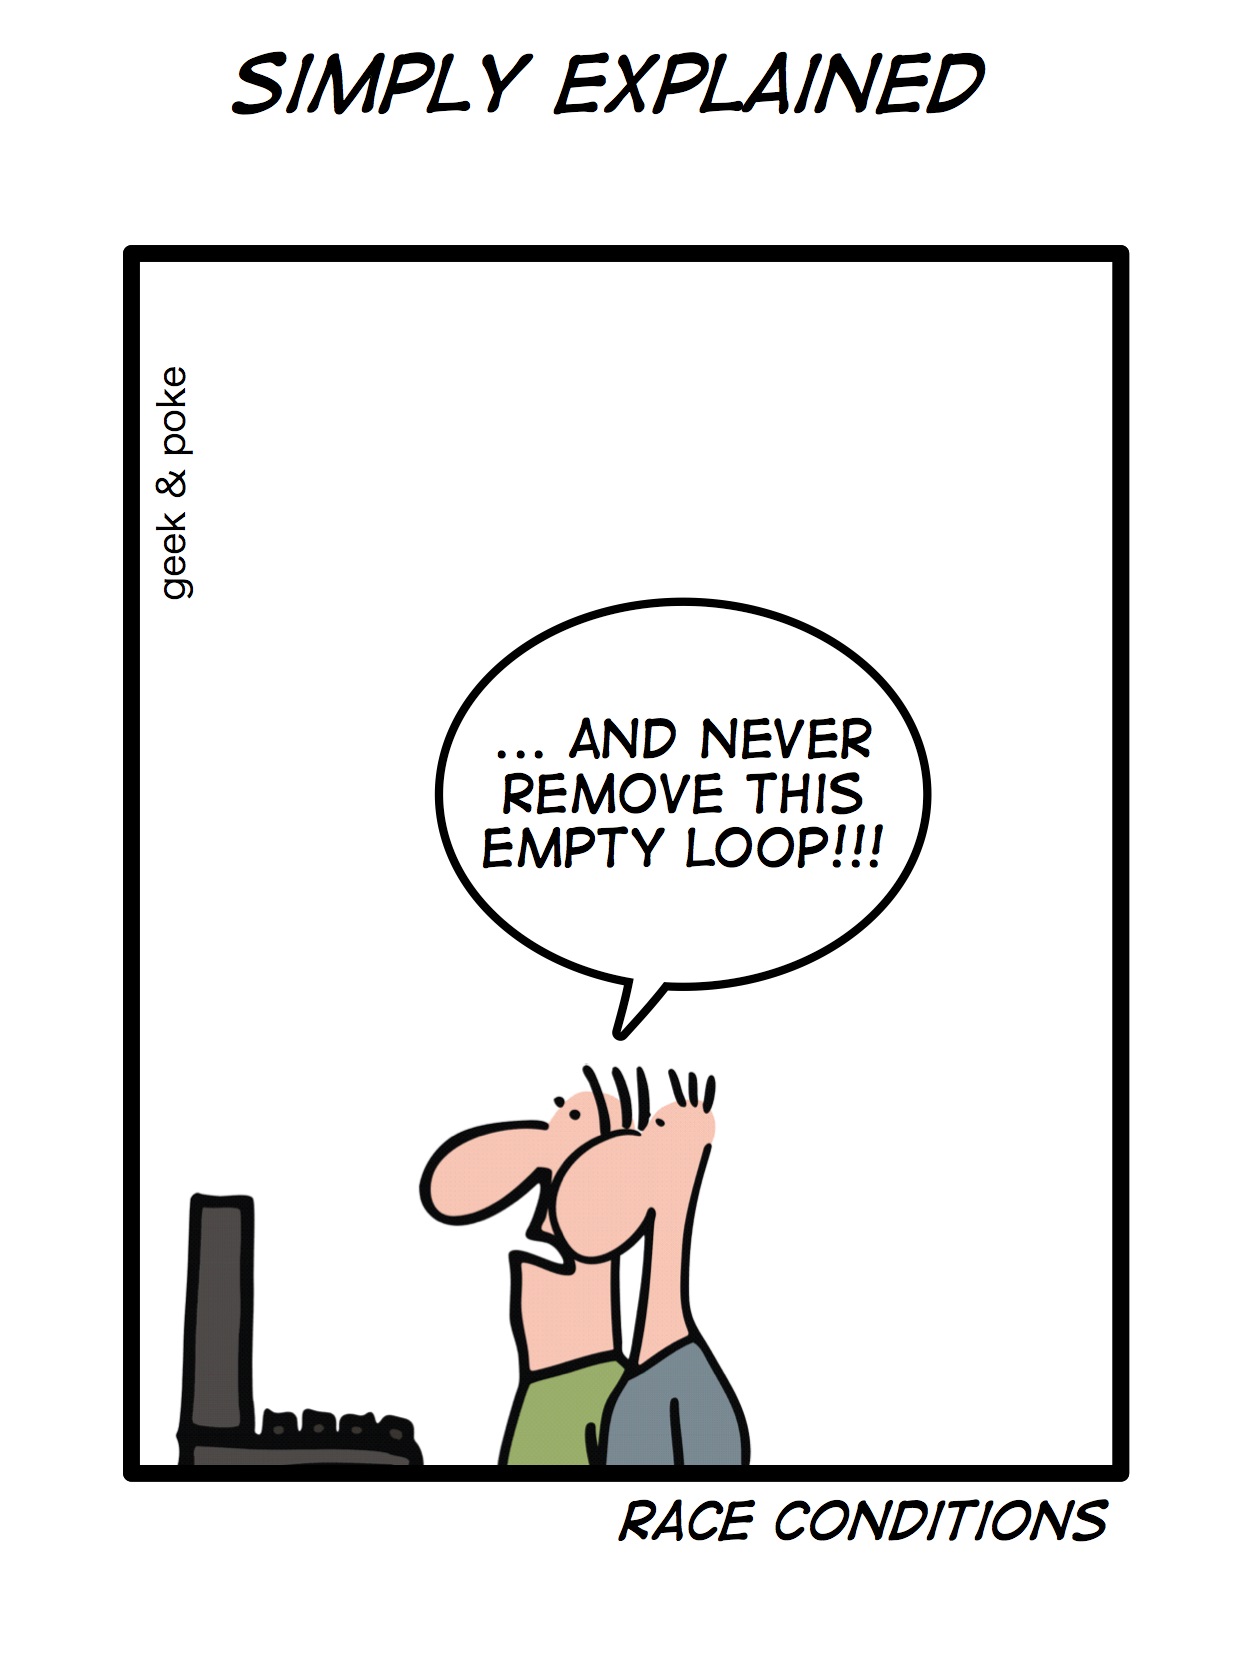 SIMPLY EXPLAINED
geek & poke
... AND NEVER
REMOVE THIS
EMPTY LOOP!!!
RACE CONDITIONS